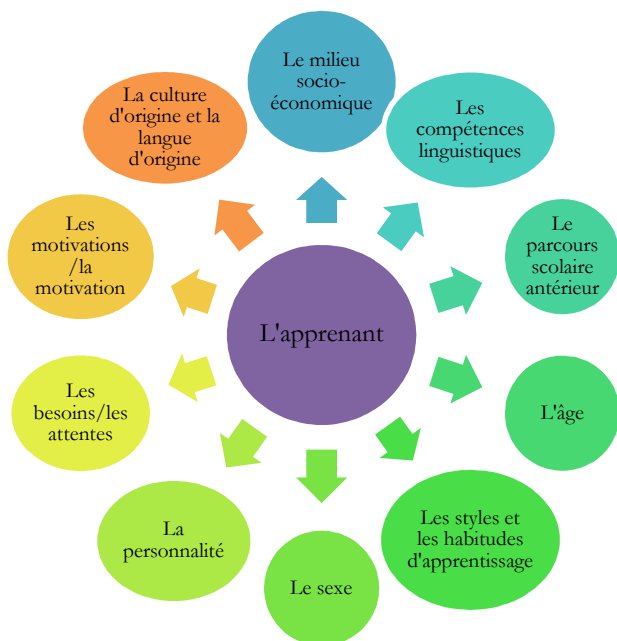 Le milieu
socio-
économique
Les
compétences
linguistiques
Le
parcours
scolaire
antérieur
L'âge
Les styles et
les habitudes
d'apprentissage
Le sexe
La
personnalité
Les
besoins/les
attentes
Les
motivations
/la
motivation
La culture
d'origine et la
langue
d'origine
L'apprenant